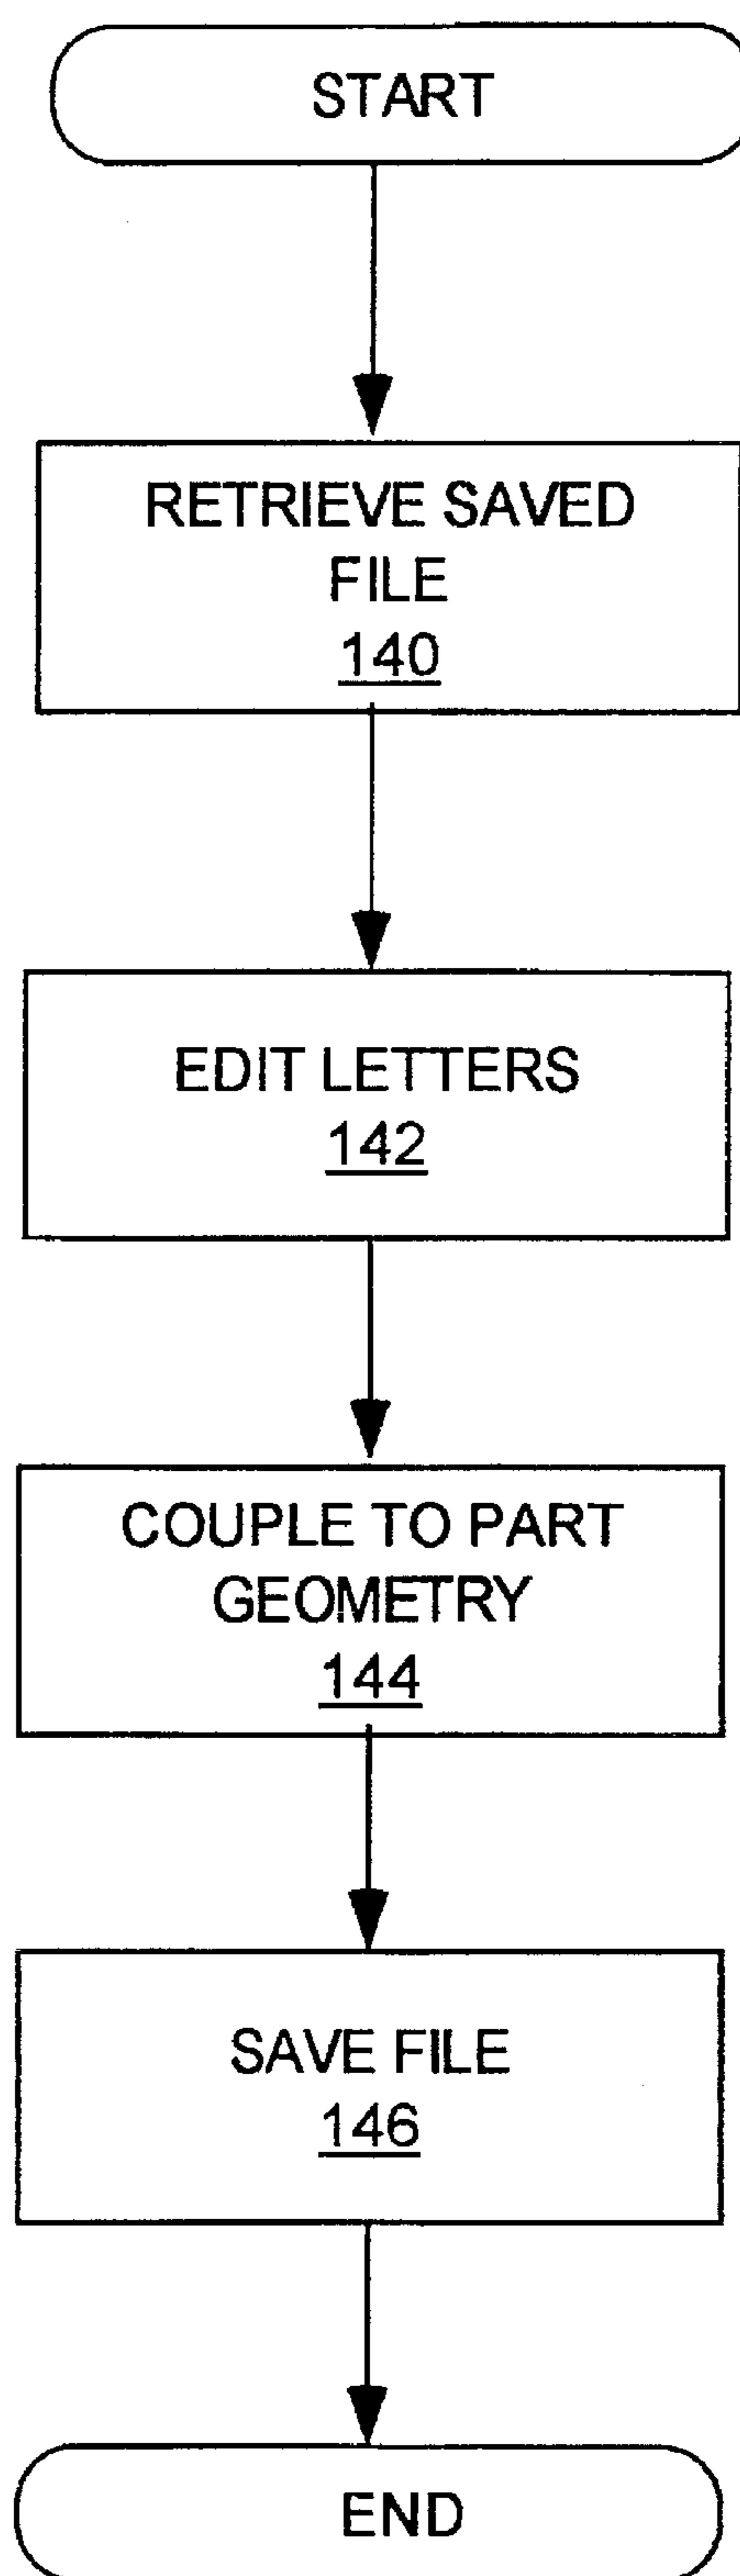 START
RETRIEVE SAVED
FILE
140
EDIT LETTERS
142
COUPLE TO PART
GEOMETRY
144
SAVE FILE
146
END